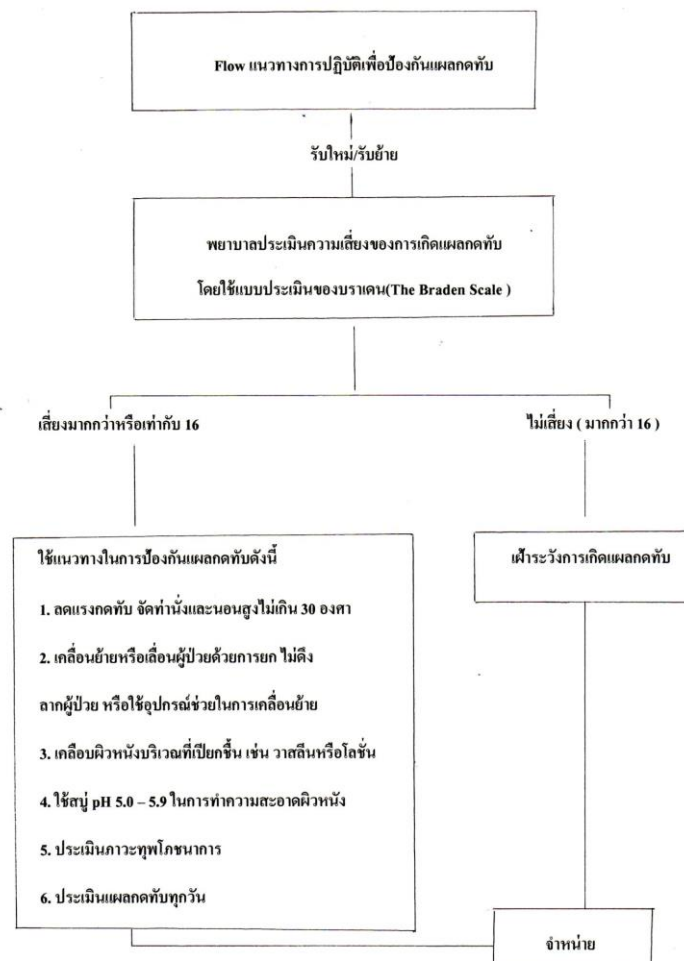 Flow แนวทางการปฏิบัติเพื่อป้องกันแผลกดทับ
รับใหม่/รับย้าย
พยาบาลประเมินความเสี่ยงของการเกิดแผลกดทับ
โดยใช้แบบประเมินของบราเดน(The Braden Scale )
เสี่ยงมากกว่าหรือเท่ากับ 16
ไม่เสี่ยง ( มากกว่า 16 )
ใช้แนวทางในการป้องกันแผลกดทับดังนี้
1. ลดแรงกดทับ จัดท่านั่งและนอนสูงไม่เกิน 30 องศา
2. เคลื่อนย้ายหรือเลื่อนผู้ป่วยด้วยการยก ไม่ดึง
ลากผู้ป่วย หรือใช้อุปกรณ์ช่วยในการเคลื่อนย้าย
3. เคลือบผิวหนังบริเวณที่เปียกชื้น เช่น วาสลีนหรือโลชั่น
4. ใช้สบู่ pH 5.0 – 5.9 ในการทำความสะอาดผิวหนัง
5. ประเมินภาวะทุพโภชนาการ
6. ประเมินแผลกดทับทุกวัน
เฝ้าระวังการเกิดแผลกดทับ
จำหน่าย